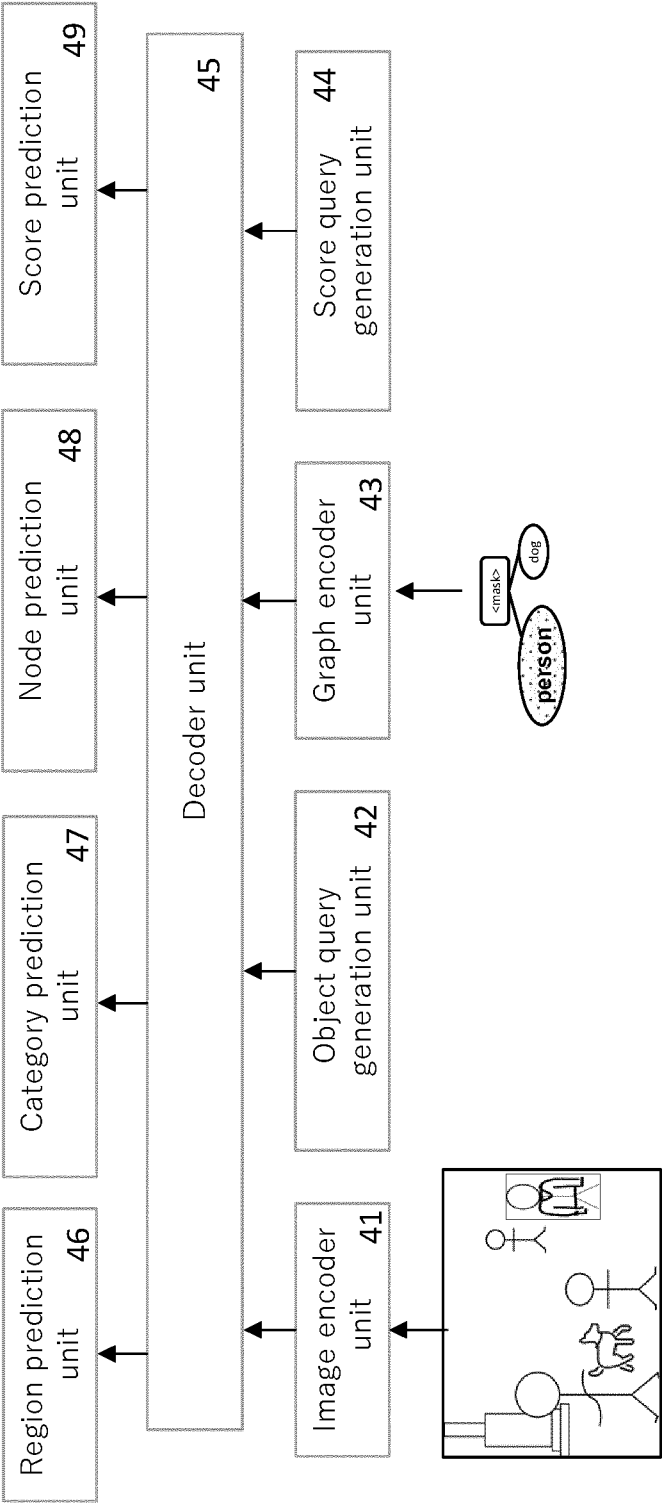 Region prediction
unit
46
Category prediction
unit
47
Node prediction
unit
48
Score prediction
unit
49
Decoder unit
45
Image encoder
unit
41
Object query
generation unit
42
Graph encoder
unit
43
Score query
generation unit
44
<mask>
person
dog